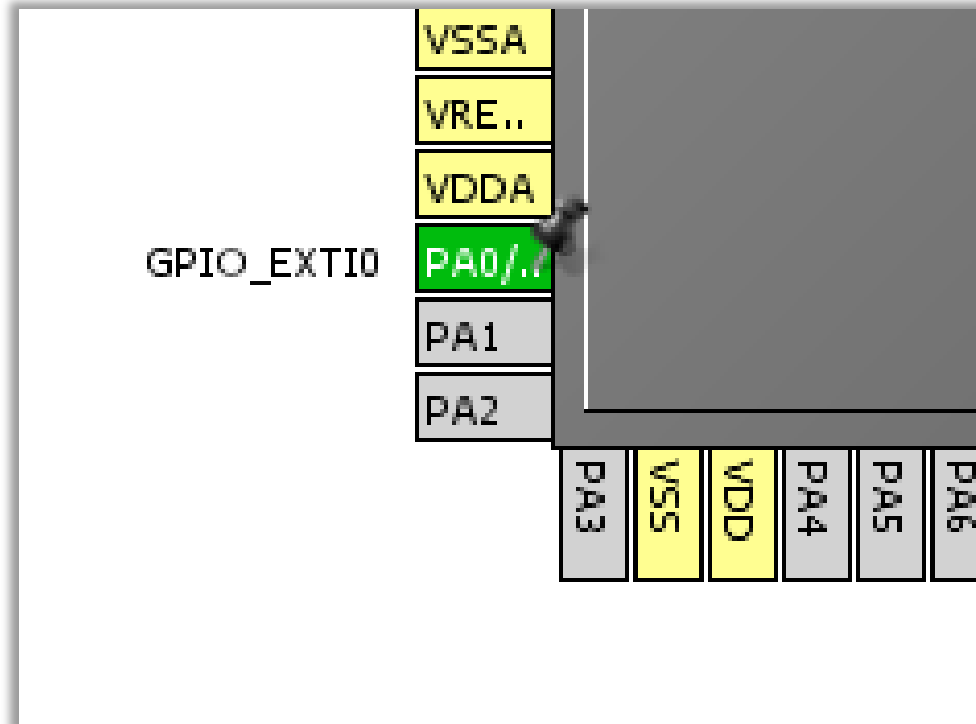 VSSA
VRE..
VDDA
GPIO_EXTI0 PA0/..
PA1
PA2
PA3
VSS
VDD
PA4
PA5
PA6